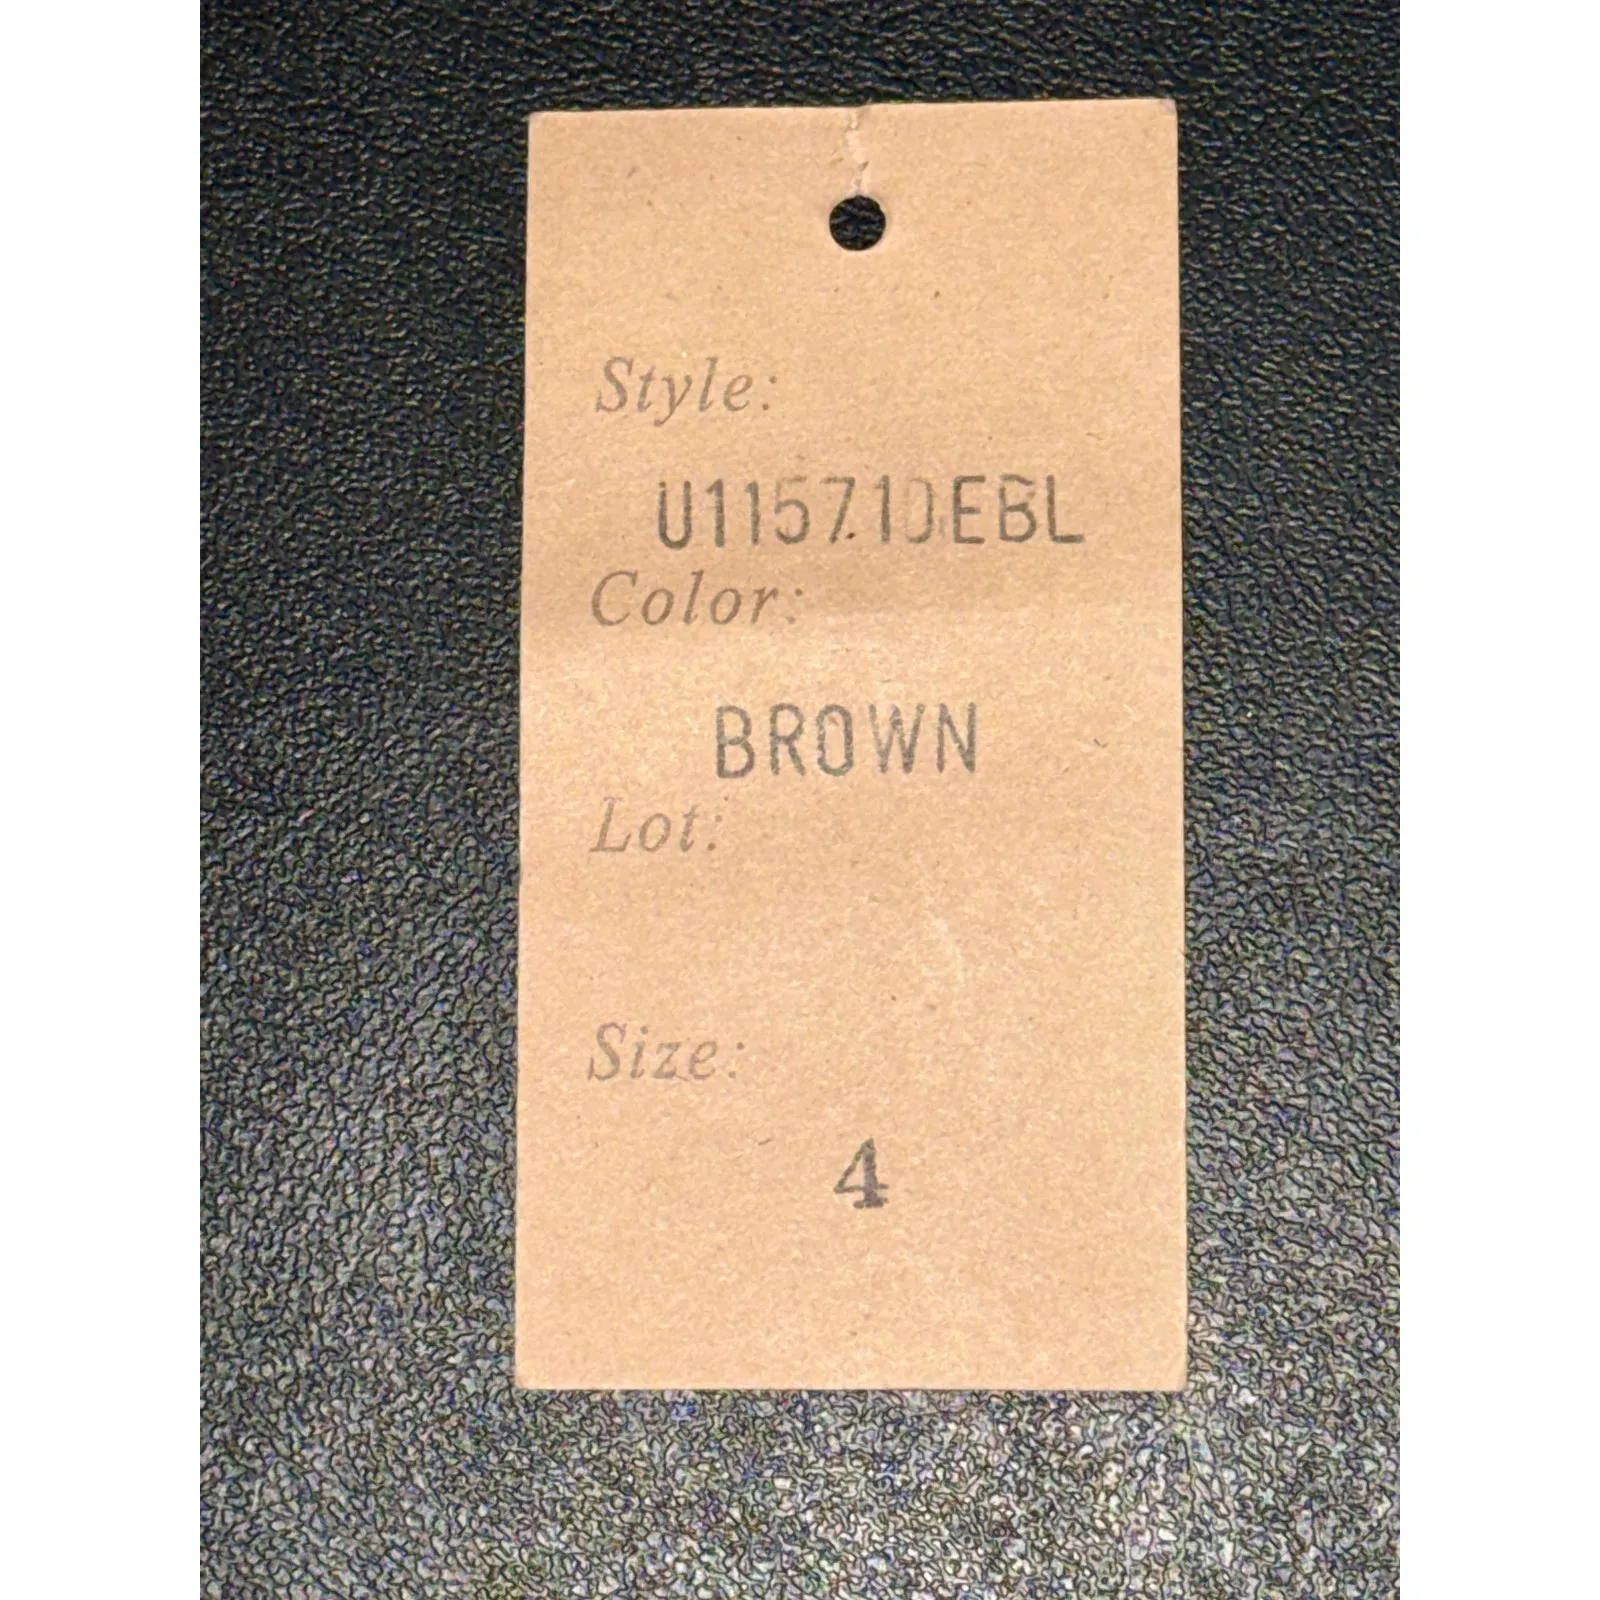 Style:
U115710EBL
Color:
BROWN
Lot:
Size:
4